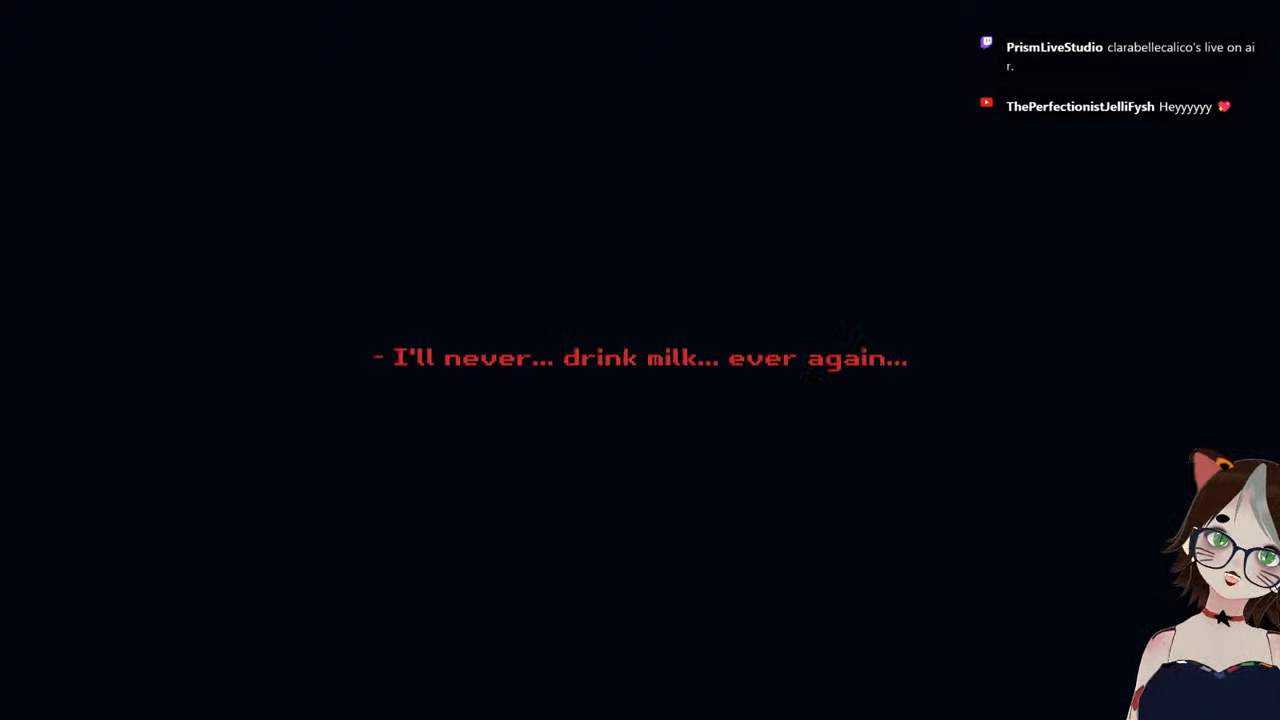 PrismLiveStudio clarabellecalico's live on ai
r.
ThePerfectionistJelliFysh Heyyyyyy 💖
- I'll never... drink milk... ever again...